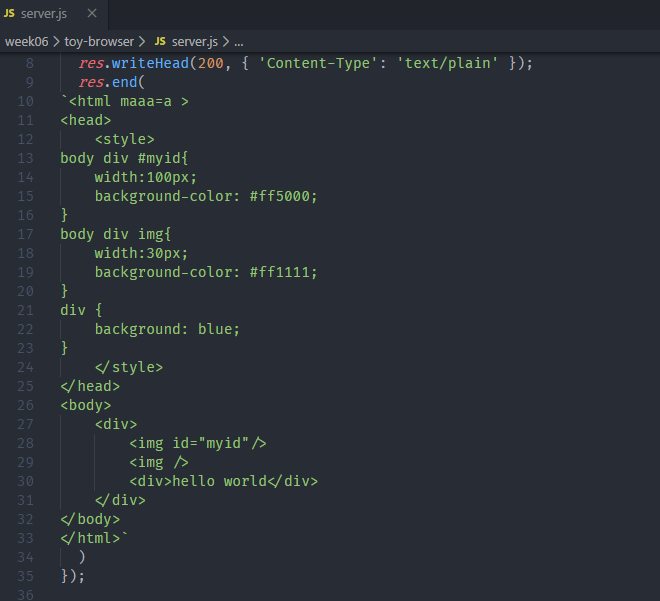 JS server.js ×
week06 > toy-browser > JS server.js > ...
8 res.writeHead(200, { 'Content-Type': 'text/plain' });
9 res.end(
10 `<html maaa=a >
11 <head>
12     <style>
13 body div #myid{
14     width:100px;
15     background-color: #ff5000;
16 }
17 body div img{
18     width:30px;
19     background-color: #ff1111;
20 }
21 div {
22     background: blue;
23 }
24     </style>
25 </head>
26 <body>
27     <div>
28         <img id="myid"/>
29         <img />
30         <div>hello world</div>
31     </div>
32 </body>
33 </html>`
34   )
35 });
36